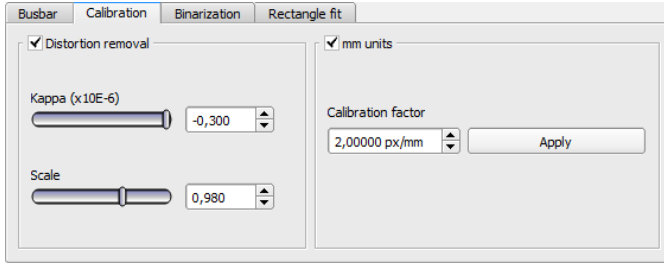 Busbar Calibration Binarization Rectangle fit
Distortion removal
Kappa (x10E-6)
-0,300
Scale
0,980
mm units
Calibration factor
2,00000 px/mm Apply